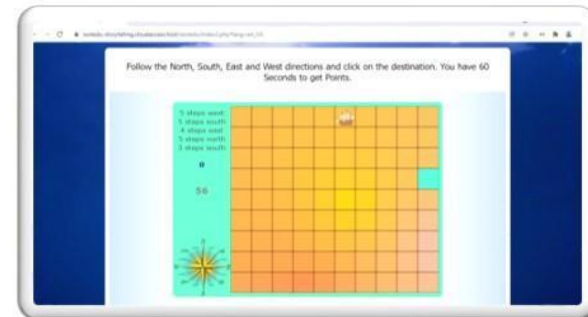 Follow the North, South, East and West directions and click on the destination. You have 60
Seconds to get Points.
5 steps west
5 steps south
4 steps
5 steps north
3 steps south
0
56